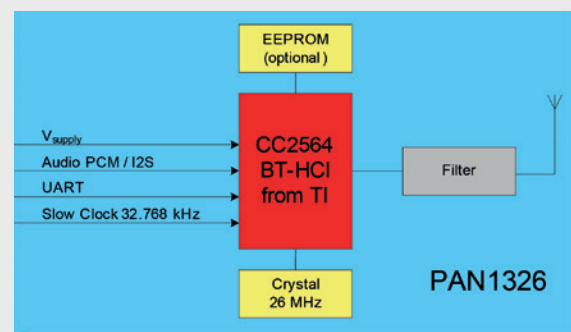 EEPROM
(optional )
Vsupply
Audio PCM / I2S
UART
Slow Clock 32.768 kHz
CC2564
BT-HCI
from TI
Filter
Crystal
26 MHz
PAN1326